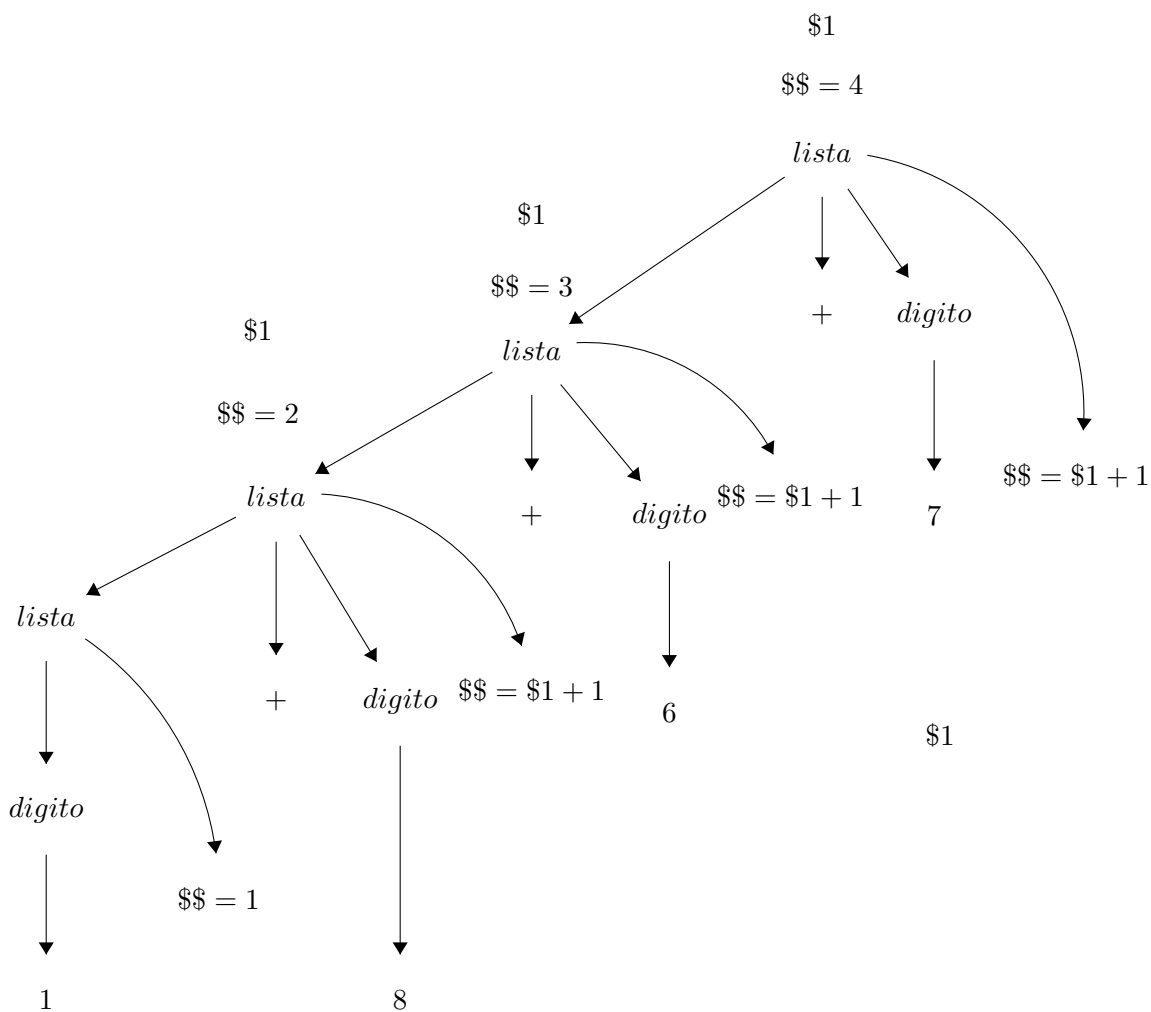 $1
$$ = 4
lista
$1
$$ = 3
+
digito
$1
lista
$$ = 2
$$ = $1 + 1
lista
$$ = $1 + 1
+
digito
7
lista
$$ = $1 + 1
+
digito
6
$1
digito
$$ = 1
1
8